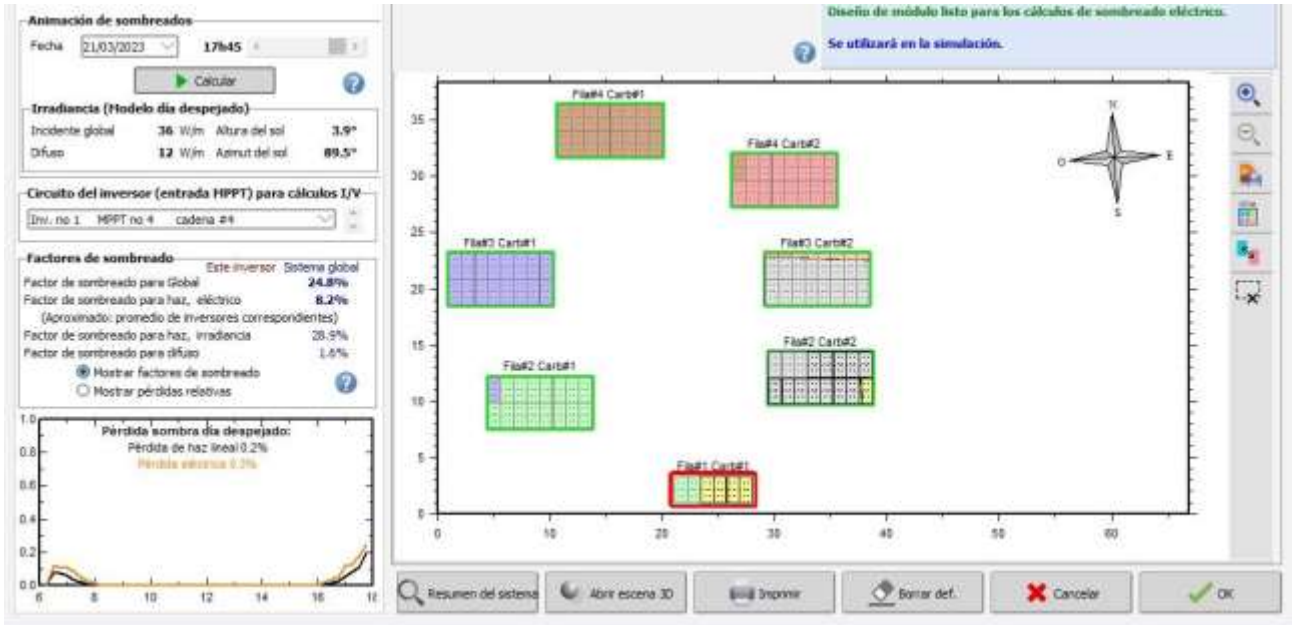 Animación de sombreados
Fecha 21/03/2023 17h45
Calcular
Irradiancia (Modelo día despejado)
Incidente global 36 W/m Altura del sol 3.9°
Difuso 12 W/m Azimut del sol 89.5°
Circuito del inversor (entrada MPPT) para cálculos I/V
Inv. no 1 MPPT no 4 cadena #4
Factores de sombreado
Este inversor Sistema global
Factor de sombreado para Global 24.8%
Factor de sombreado para haz, eléctrico 8.2%
(Aproximado: promedio de inversores correspondientes)
Factor de sombreado para haz, irradiancia 28.9%
Factor de sombreado para difuso 1.6%
Mostrar factores de sombreado
Mostrar pérdidas relativas
Pérdida sombra día despejado:
Pérdida de haz lineal 0.2%
Pérdida eléctrica 0.3%
1.0
0.8
0.6
0.4
0.2
0.0
6 8 10 12 14 16 18
Diseño de módulo listo para los cálculos de sombreado eléctrico.
Se utilizará en la simulación.
Fila#4 Carb#1
Fila#4 Carb#2
Fila#3 Carb#1
Fila#3 Carb#2
Fila#2 Carb#2
Fila#2 Carb#1
Fila#1 Carb#1
N
O E
S
35
30
25
20
15
10
5
0
0 10 20 30 40 50 60
Resumen del sistema
Abrir escena 3D
Imprimir
Borrar def.
Cancelar
OK